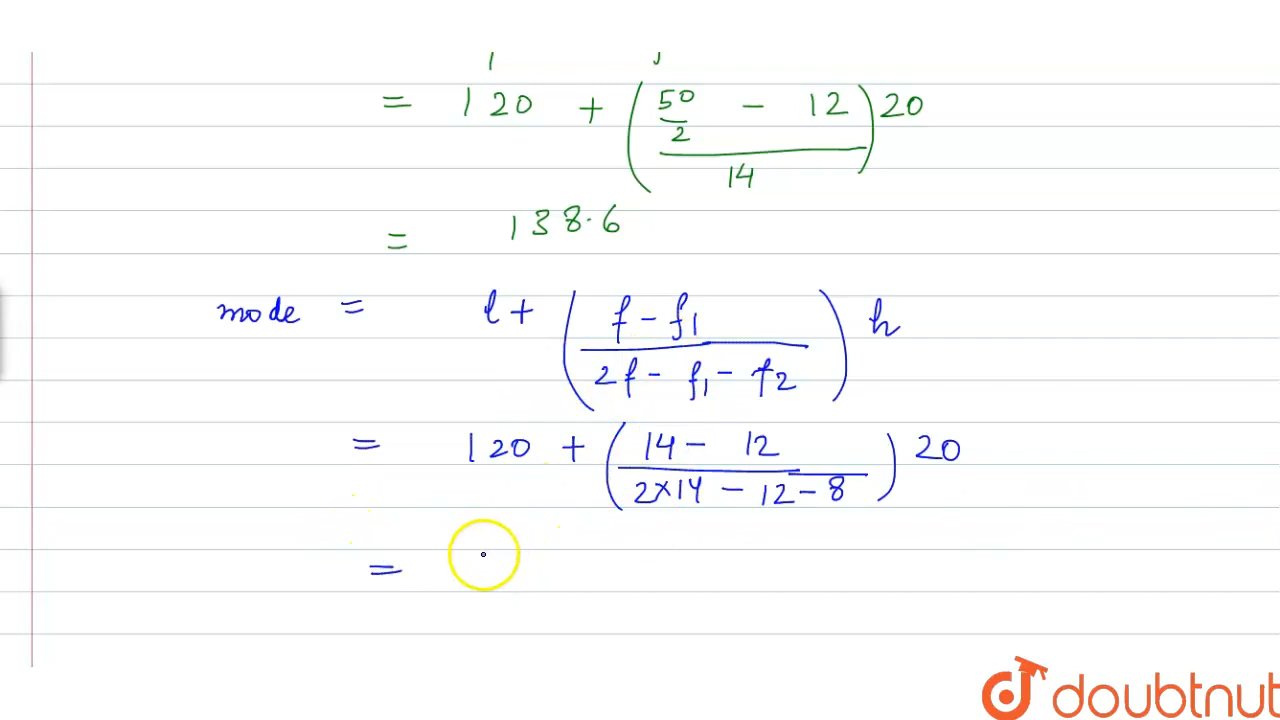 = 120 + ( (50/2 - 12) / 14 ) 20
= 138.6
mode = l + ( (f - f1) / (2f - f1 - f2) ) h
= 120 + ( (14 - 12) / (2×14 - 12 - 8) ) 20
=
doubtnut